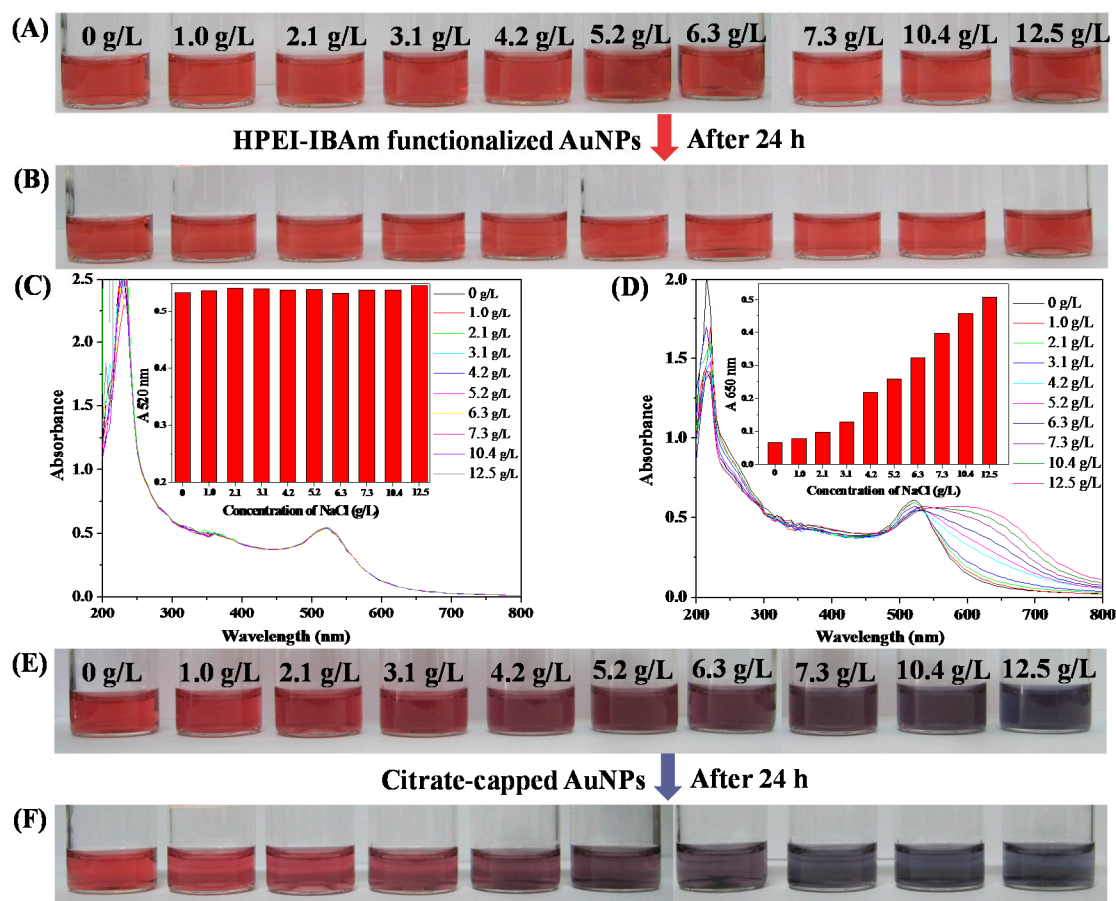 (A)
0 g/L 1.0 g/L 2.1 g/L 3.1 g/L 4.2 g/L 5.2 g/L 6.3 g/L 7.3 g/L 10.4 g/L 12.5 g/L
HPEI-IBAm functionalized AuNPs After 24 h
(B)
(C)
2.5
2.0
1.5
1.0
0.5
0.0
Absorbance
200 300 400 500 600 700 800
Wavelength (nm)
0.5
0.4
0.3
0.2
A 520 nm
0 1.0 2.1 3.1 4.2 5.2 6.3 7.3 10.4 12.5
Concentration of NaCl (g/L)
0 g/L
1.0 g/L
2.1 g/L
3.1 g/L
4.2 g/L
5.2 g/L
6.3 g/L
7.3 g/L
10.4 g/L
12.5 g/L
(D)
2.0
1.5
1.0
0.5
0.0
Absorbance
200 300 400 500 600 700 800
Wavelength (nm)
0.5
0.4
0.3
0.2
0.1
0.0
A 650 nm
0 1.0 2.1 3.1 4.2 5.2 6.3 7.3 10.4 12.5
Concentration of NaCl (g/L)
0 g/L
1.0 g/L
2.1 g/L
3.1 g/L
4.2 g/L
5.2 g/L
6.3 g/L
7.3 g/L
10.4 g/L
12.5 g/L
(E)
0 g/L 1.0 g/L 2.1 g/L 3.1 g/L 4.2 g/L 5.2 g/L 6.3 g/L 7.3 g/L 10.4 g/L 12.5 g/L
Citrate-capped AuNPs After 24 h
(F)